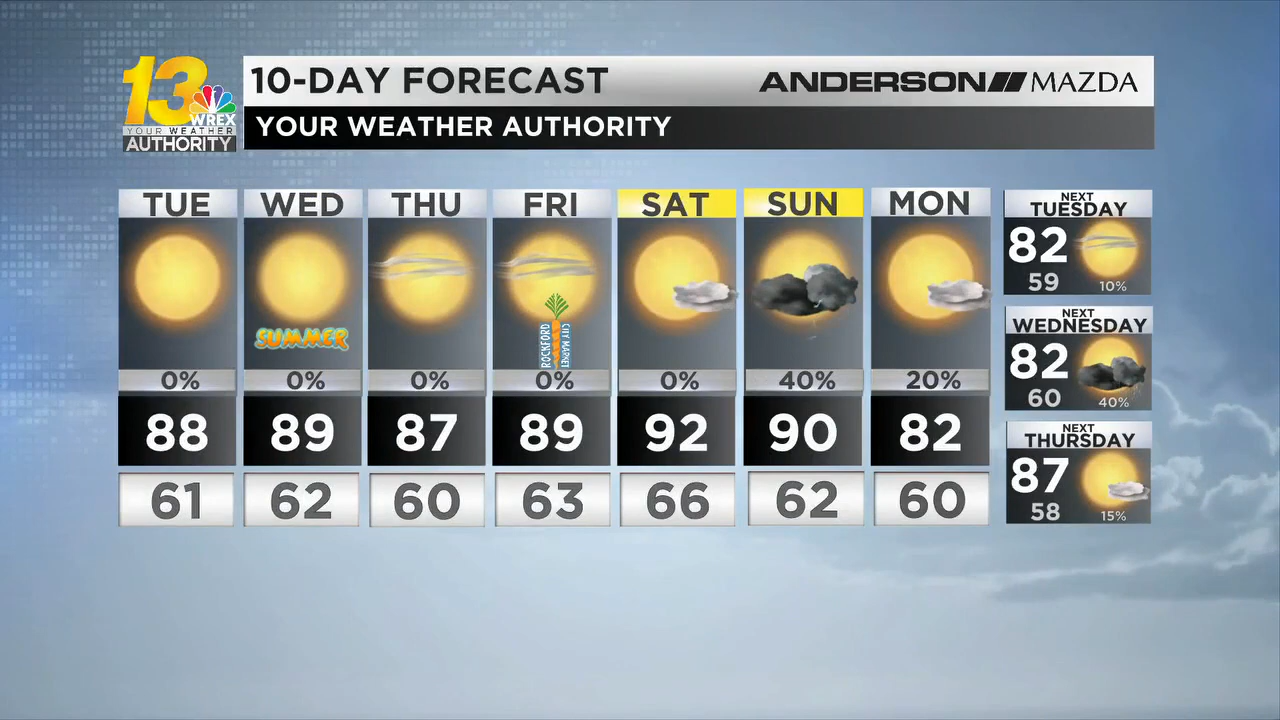 13
WREX
YOUR WEATHER
AUTHORITY
10-DAY FORECAST
ANDERSON MAZDA
YOUR WEATHER AUTHORITY
TUE WED THU FRI SAT SUN MON
SUMMER
ROCKFORD
CITY MARKET
0% 0% 0% 0% 0% 40% 20%
88 89 87 89 92 90 82
61 62 60 63 66 62 60
NEXT
TUESDAY
82
59 10%
NEXT
WEDNESDAY
82
60 40%
NEXT
THURSDAY
87
58 15%